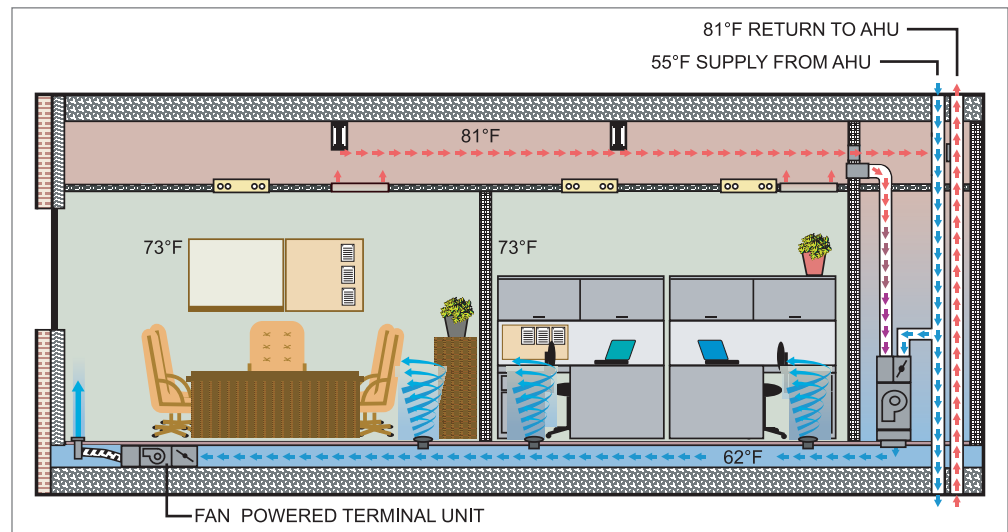 81°F RETURN TO AHU
55°F SUPPLY FROM AHU
81°F
73°F
73°F
62°F
FAN POWERED TERMINAL UNIT